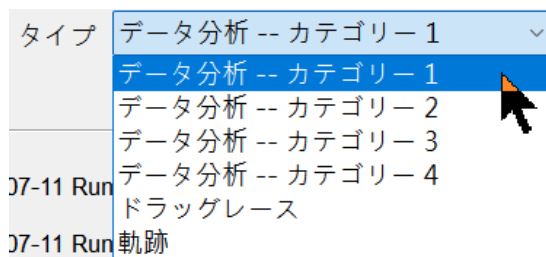 タイプ データ分析 -- カテゴリー 1
データ分析 -- カテゴリー 1
データ分析 -- カテゴリー 2
データ分析 -- カテゴリー 3
データ分析 -- カテゴリー 4
07-11 Run
ドラッグレース
07-11 Run 軌跡